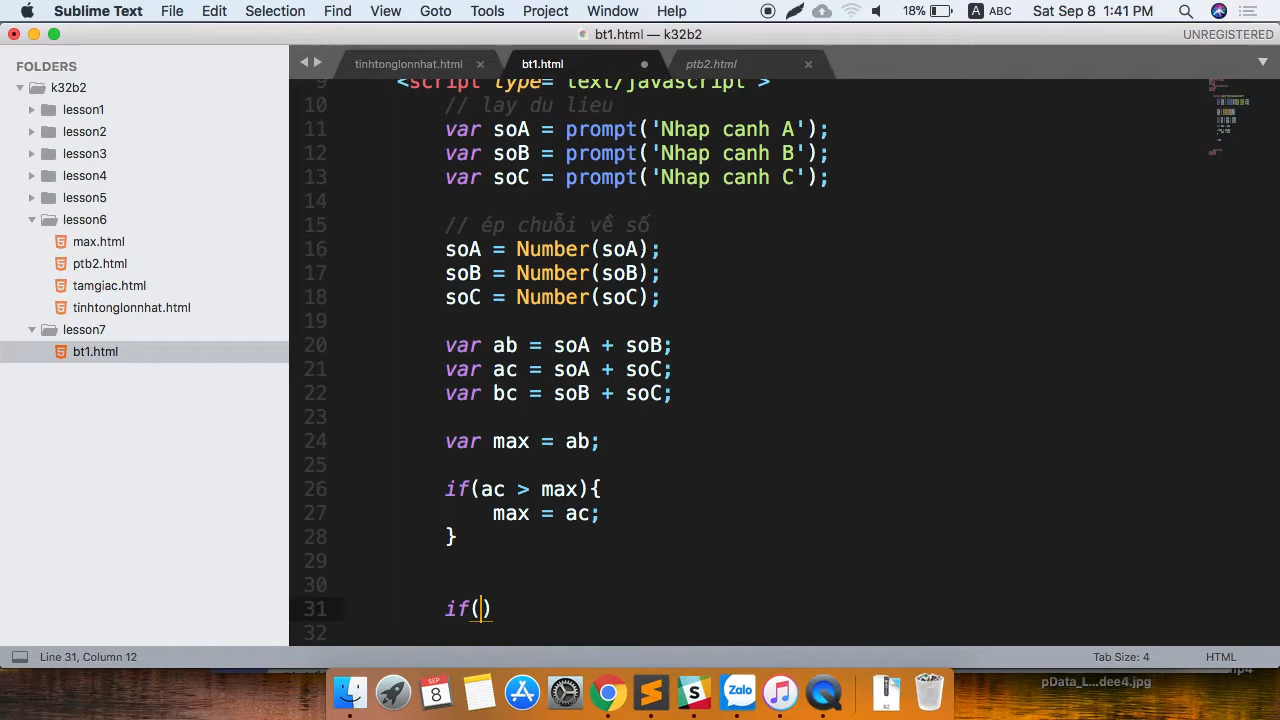 Sublime Text File Edit Selection Find View Goto Tools Project Window Help 18% A ABC Sat Sep 8 1:41 PM
bt1.html — k32b2 UNREGISTERED
FOLDERS
k32b2
lesson1
lesson2
lesson3
lesson4
lesson5
lesson6
max.html
ptb2.html
tamgiac.html
tinhtonglonnhat.html
lesson7
bt1.html
tinhtonglonnhat.html bt1.html ptb2.html
9 <script type="text/javascript">
10 // lay du lieu
11 var soA = prompt('Nhap canh A');
12 var soB = prompt('Nhap canh B');
13 var soC = prompt('Nhap canh C');
14
15 // ép chuỗi về số
16 soA = Number(soA);
17 soB = Number(soB);
18 soC = Number(soC);
19
20 var ab = soA + soB;
21 var ac = soA + soC;
22 var bc = soB + soC;
23
24 var max = ab;
25
26 if(ac > max){
27 max = ac;
28 }
29
30
31 if()
32
Line 31, Column 12 Tab Size: 4 HTML
SEP
8
Zalo
BZ
pData_L...dee4.jpg